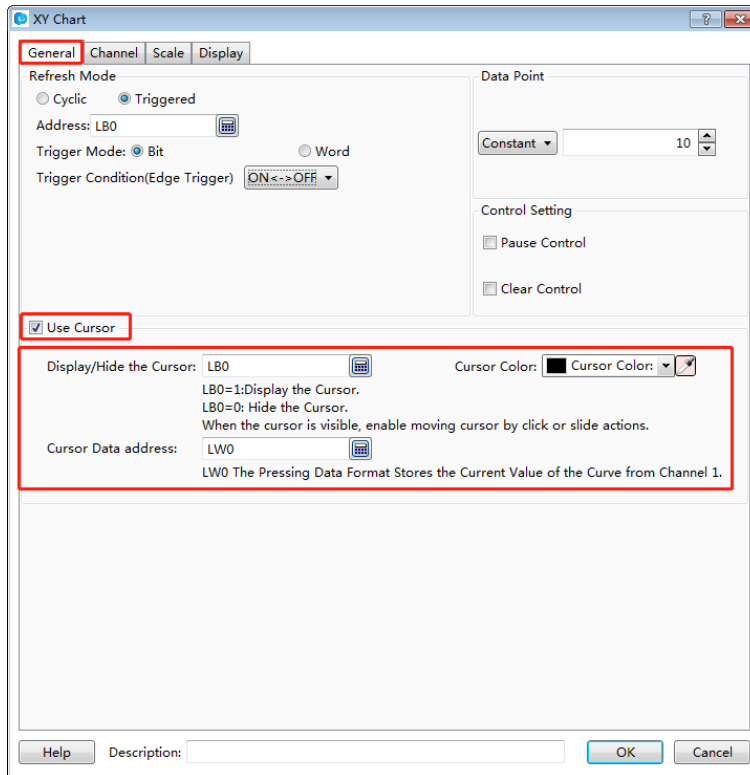 XY Chart
General Channel Scale Display
Refresh Mode
Cyclic Triggered
Address: LB0
Trigger Mode: Bit Word
Trigger Condition(Edge Trigger) ON<->OFF
Data Point
Constant 10
Control Setting
Pause Control
Clear Control
Use Cursor
Display/Hide the Cursor: LB0 Cursor Color: Cursor Color:
LB0=1:Display the Cursor.
LB0=0: Hide the Cursor.
When the cursor is visible, enable moving cursor by click or slide actions.
Cursor Data address: LW0
LW0 The Pressing Data Format Stores the Current Value of the Curve from Channel 1.
Help Description: OK Cancel